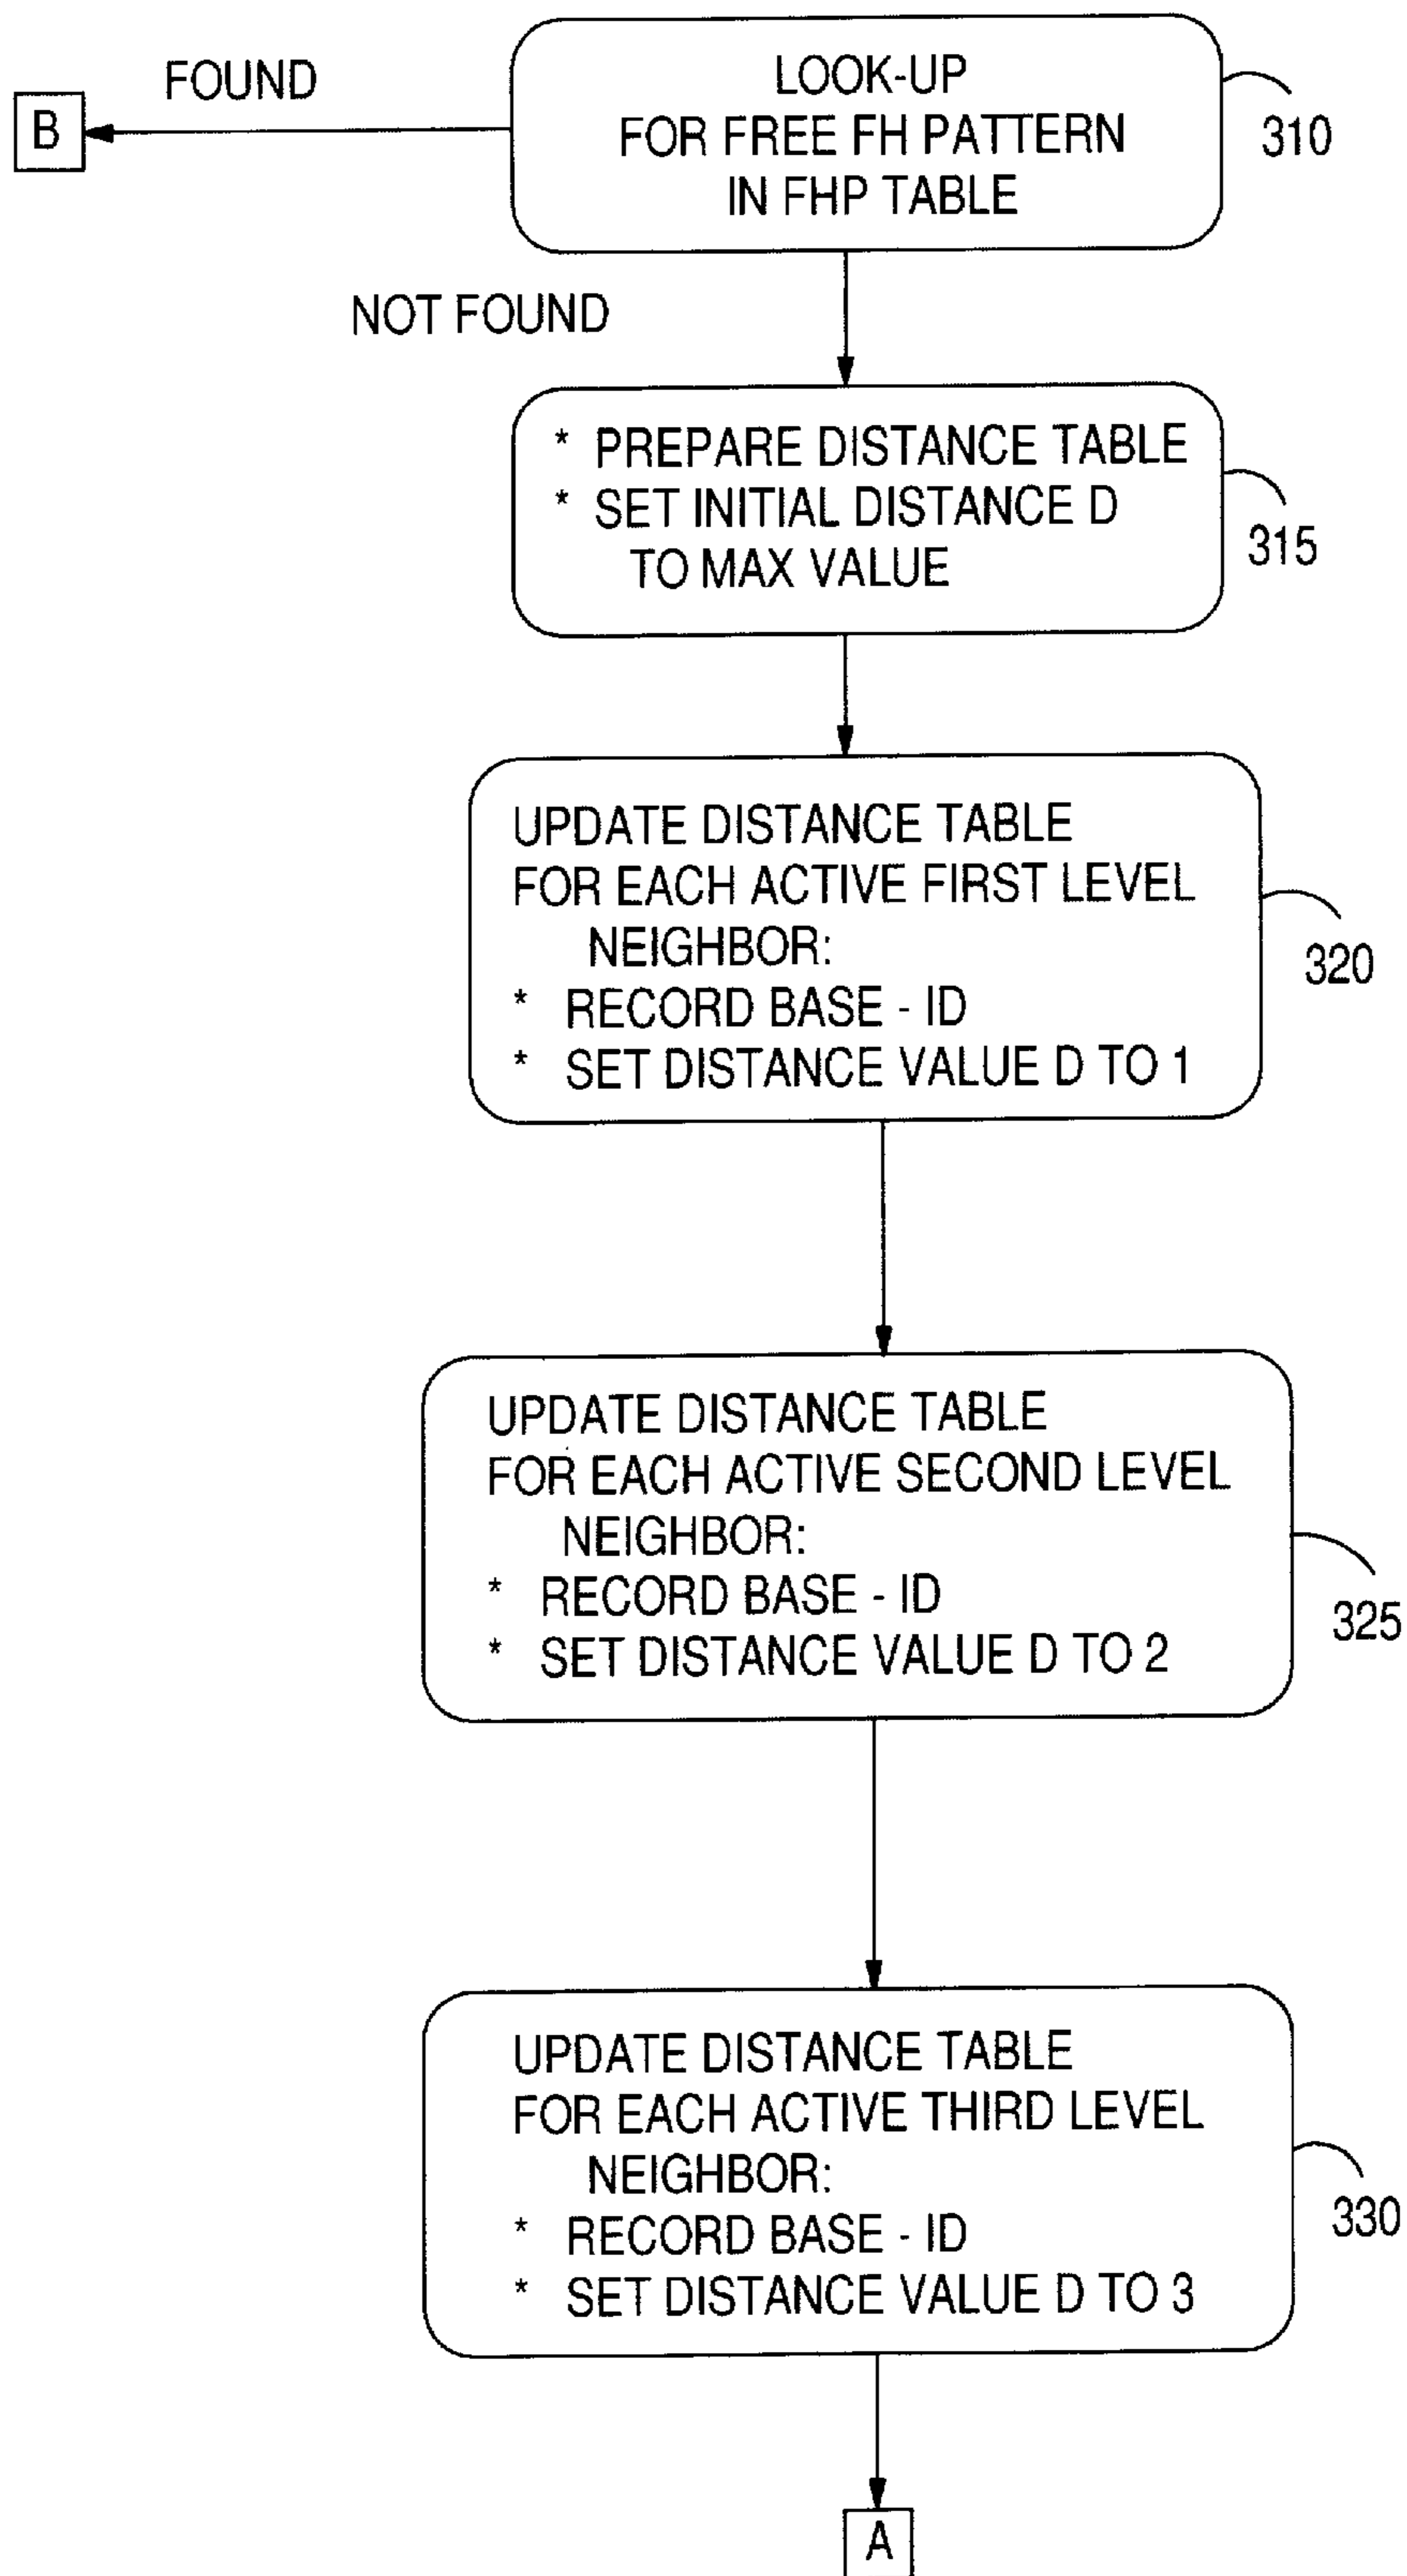 FOUND
B
LOOK-UP
FOR FREE FH PATTERN
IN FHP TABLE
310
NOT FOUND
* PREPARE DISTANCE TABLE
* SET INITIAL DISTANCE D
TO MAX VALUE
315
UPDATE DISTANCE TABLE
FOR EACH ACTIVE FIRST LEVEL
NEIGHBOR:
* RECORD BASE - ID
* SET DISTANCE VALUE D TO 1
320
UPDATE DISTANCE TABLE
FOR EACH ACTIVE SECOND LEVEL
NEIGHBOR:
* RECORD BASE - ID
* SET DISTANCE VALUE D TO 2
325
UPDATE DISTANCE TABLE
FOR EACH ACTIVE THIRD LEVEL
NEIGHBOR:
* RECORD BASE - ID
* SET DISTANCE VALUE D TO 3
330
A